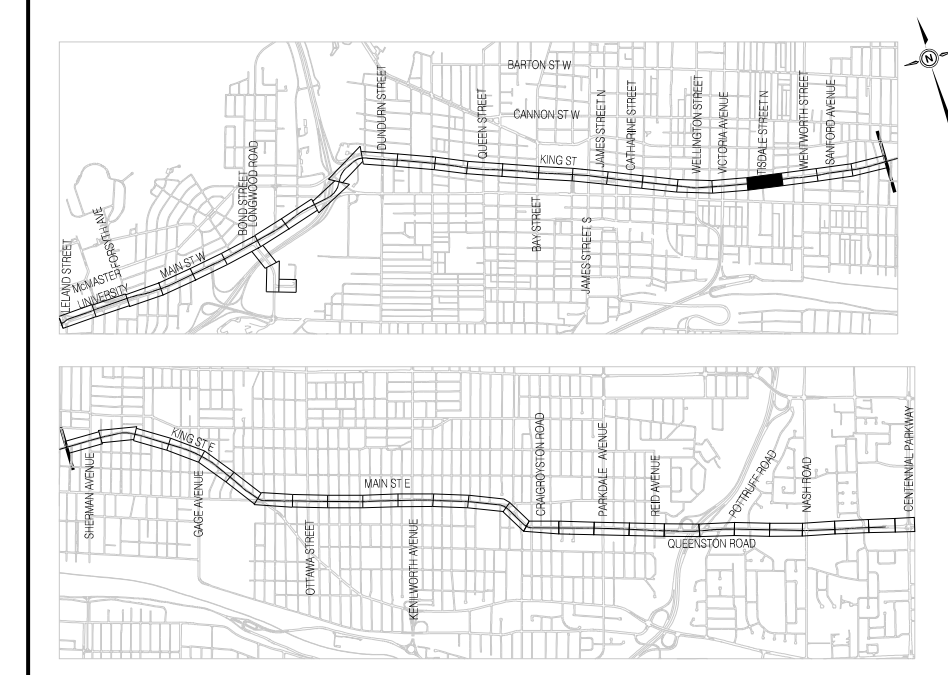 N
BARTON ST W
CANNON ST W
DUNDURN STREET
QUEEN STREET
JAMES STREET N
CATHARINE STREET
WELLINGTON STREET
VICTORIA AVENUE
TISDALE STREET N
WENTWORTH STREET
SANFORD AVENUE
KING ST
BOND STREET
LONGWOOD ROAD
BAY STREET
JAMES STREET S
LELAND STREET
FORSYTH AVE
McMASTER
UNIVERSITY
MAIN ST W
KING ST E
SHERMAN AVENUE
GAGE AVENUE
MAIN ST E
OTTAWA STREET
KENILWORTH AVENUE
CRAIGROYSTON ROAD
PARKDALE AVENUE
REID AVENUE
POTTRUFF ROAD
NASH ROAD
CENTENNIAL PARKWAY
QUEENSTON ROAD